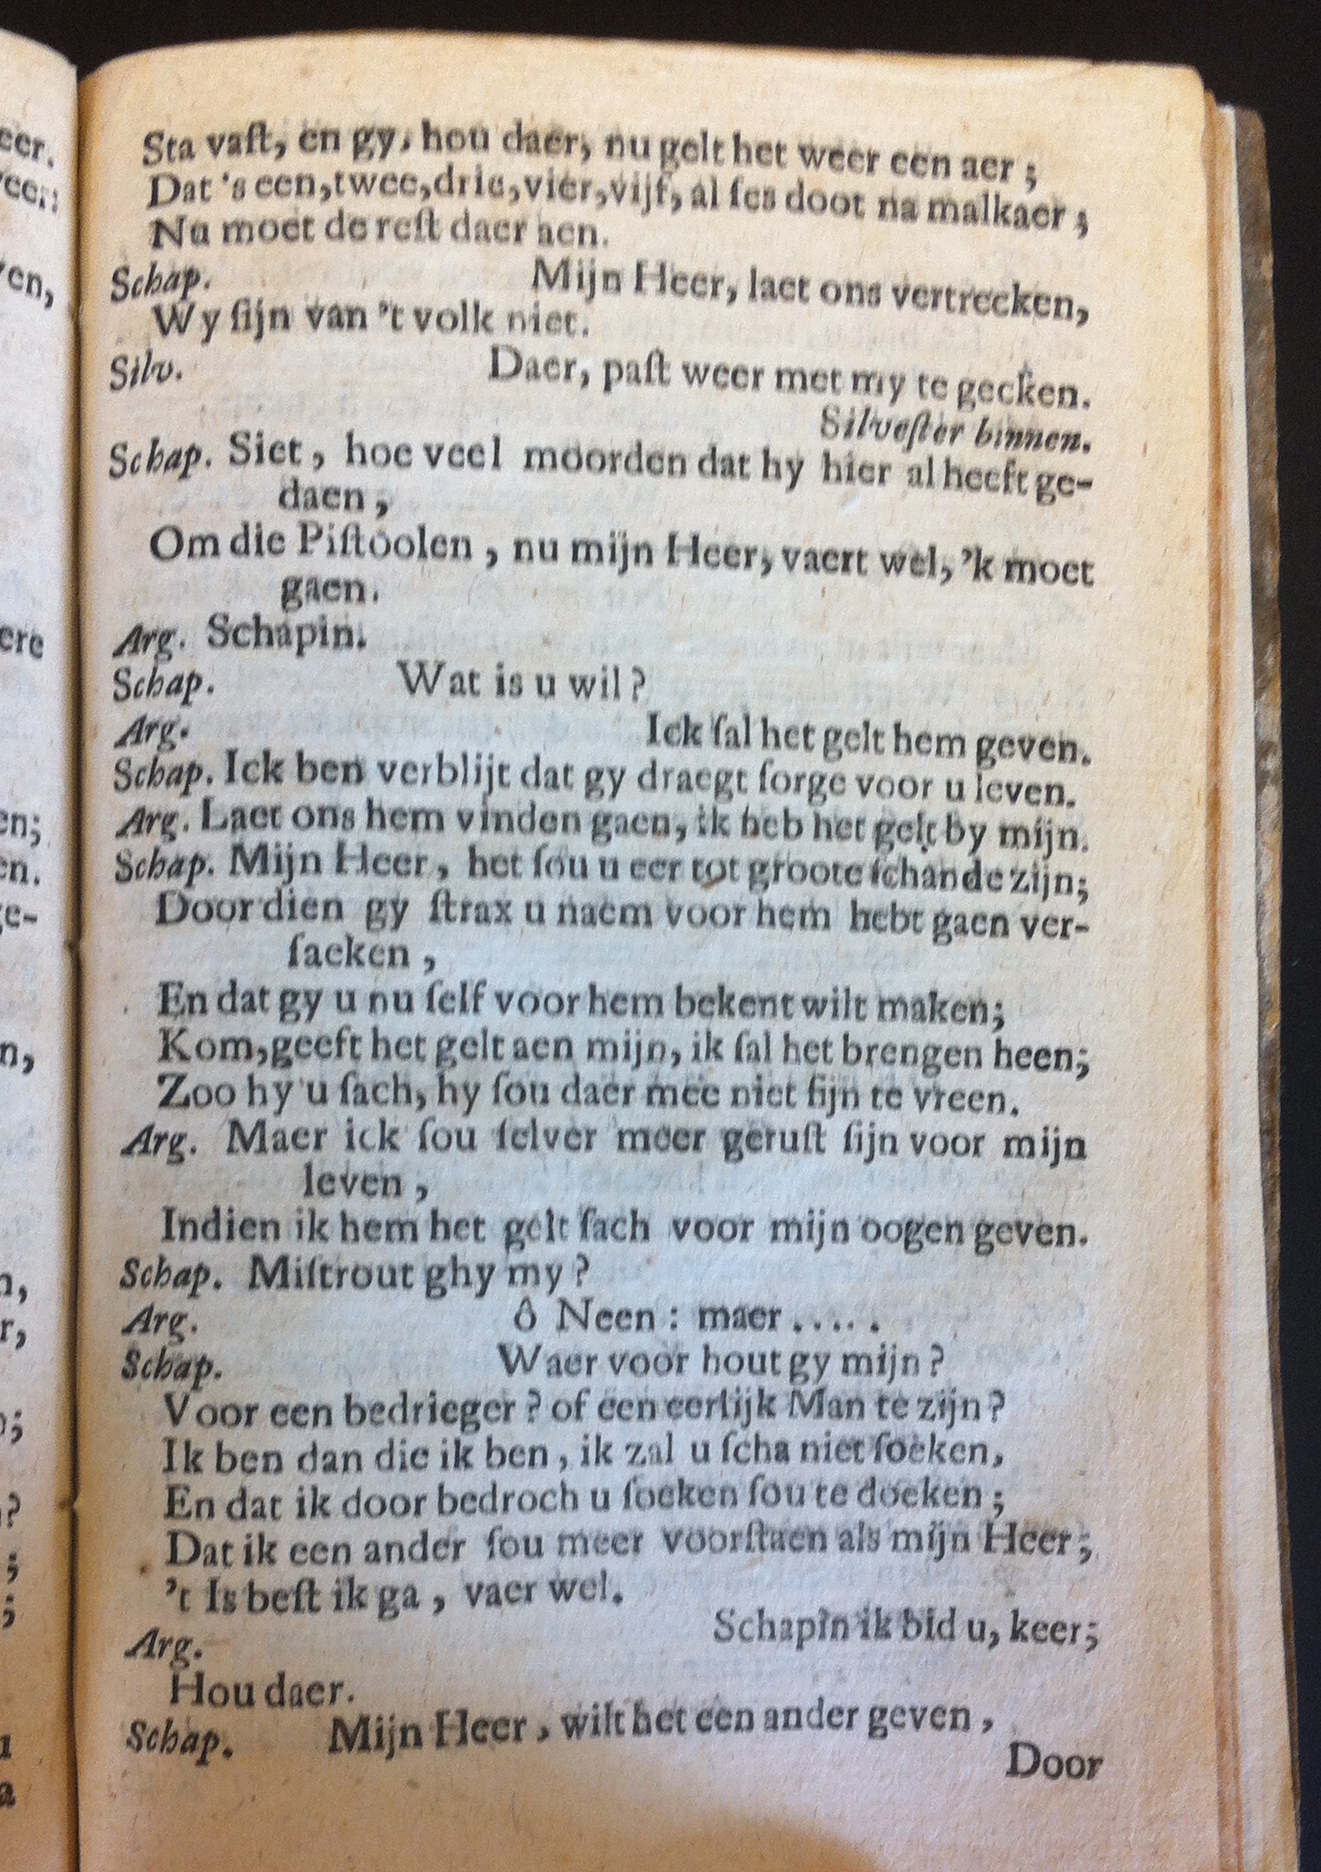 Sta vaſt, en gy, hou daer, nu gelt het weer een aer ;
Dat 's een, twee, drie, vier, vijf, al ſes doot na malkaer ;
Nu moet de reſt daer aen.
Schap. Mijn Heer, laet ons vertrecken,
Wy ſijn van 't volk niet.
Silv. Daer, paſt weer met my te gecken.
Silveſter binnen.
Schap. Siet, hoe veel moorden dat hy hier al heeft ge-
daen,
Om die Piſtoolen, nu mijn Heer, vaert wel, 'k moet
gaen.
Arg. Schapin.
Schap. Wat is u wil?
Arg. Ick ſal het gelt hem geven.
Schap. Ick ben verblijt dat gy draegt ſorge voor u leven.
Arg. Laet ons hem vinden gaen, ik heb het gelt by mijn.
Schap. Mijn Heer, het ſou u eer tot groote ſchande zijn;
Doordien gy ſtrax u naem voor hem hebt gaen ver-
ſaeken,
En dat gy u nu ſelf voor hem bekent wilt maken;
Kom, geeft het gelt aen mijn, ik ſal het brengen heen;
Zoo hy u ſach, hy ſou daer mee niet ſijn te vreen.
Arg. Maer ick ſou ſelver meer geruſt ſijn voor mijn
leven,
Indien ik hem het gelt ſach voor mijn oogen geven.
Schap. Miſtrout ghy my?
Arg. ô Neen: maer . . . . .
Schap. Waer voor hout gy mijn?
Voor een bedrieger? of een eerlijk Man te zijn?
Ik ben dan die ik ben, ik zal u ſcha niet ſoeken,
En dat ik door bedroch u ſoeken ſou te doeken;
Dat ik een ander ſou meer voorſtaen als mijn Heer;
't Is beſt ik ga, vaer wel.
Arg. Schapin ik bid u, keer;
Hou daer.
Schap. Mijn Heer, wilt het een ander geven,
Door